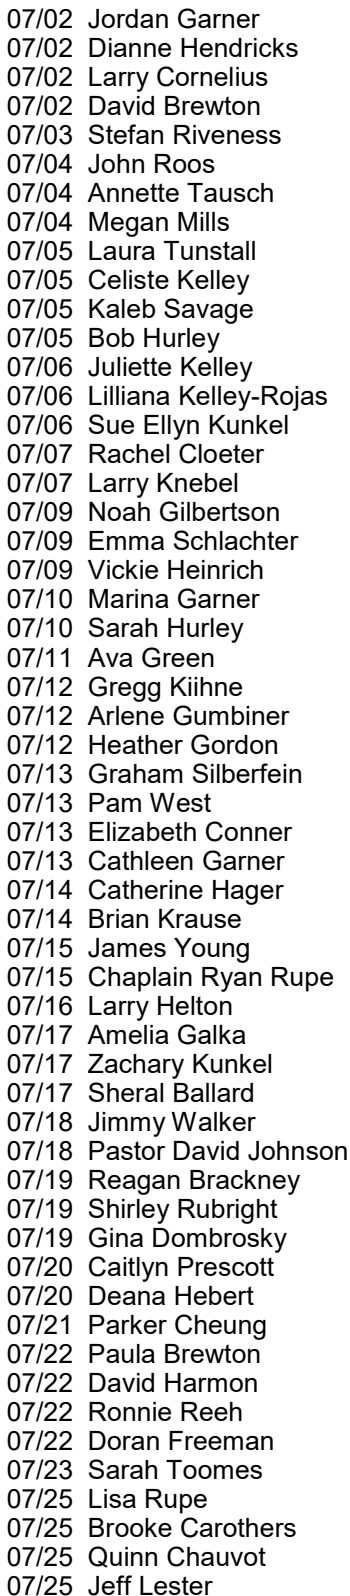 07/02 Jordan Garner
07/02 Dianne Hendricks
07/02 Larry Cornelius
07/02 David Brewton
07/03 Stefan Riveness
07/04 John Roos
07/04 Annette Tausch
07/04 Megan Mills
07/05 Laura Tunstall
07/05 Celiste Kelley
07/05 Kaleb Savage
07/05 Bob Hurley
07/06 Juliette Kelley
07/06 Lilliana Kelley-Rojas
07/06 Sue Ellyn Kunkel
07/07 Rachel Cloeter
07/07 Larry Knebel
07/09 Noah Gilbertson
07/09 Emma Schlachter
07/09 Vickie Heinrich
07/10 Marina Garner
07/10 Sarah Hurley
07/11 Ava Green
07/12 Gregg Kiihne
07/12 Arlene Gumbiner
07/12 Heather Gordon
07/13 Graham Silberfein
07/13 Pam West
07/13 Elizabeth Conner
07/13 Cathleen Garner
07/14 Catherine Hager
07/14 Brian Krause
07/15 James Young
07/15 Chaplain Ryan Rupe
07/16 Larry Helton
07/17 Amelia Galka
07/17 Zachary Kunkel
07/17 Sheral Ballard
07/18 Jimmy Walker
07/18 Pastor David Johnson
07/19 Reagan Brackney
07/19 Shirley Rubright
07/19 Gina Dombrosky
07/20 Caitlyn Prescott
07/20 Deana Hebert
07/21 Parker Cheung
07/22 Paula Brewton
07/22 David Harmon
07/22 Ronnie Reeh
07/22 Doran Freeman
07/23 Sarah Toomes
07/25 Lisa Rupe
07/25 Brooke Carothers
07/25 Quinn Chauvot
07/25 Jeff Lester